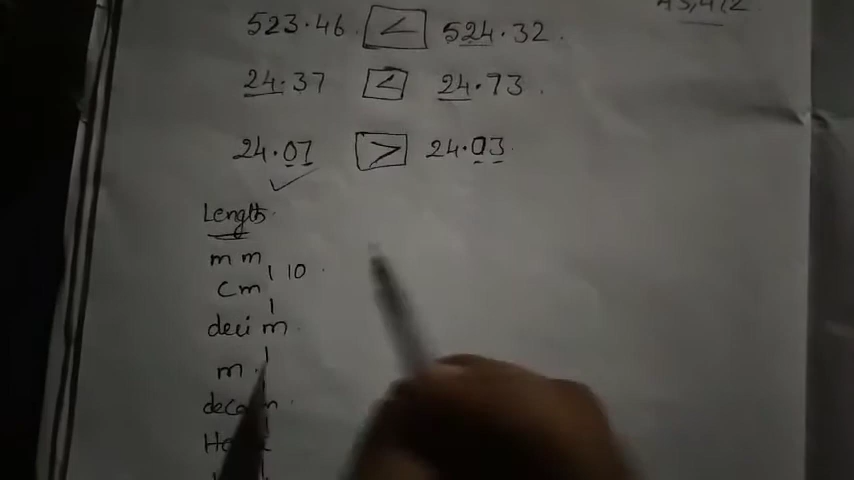 523.46 < 524.32
24.37 < 24.73
24.07 > 24.03
Length
mm
10
cm
deci m
m